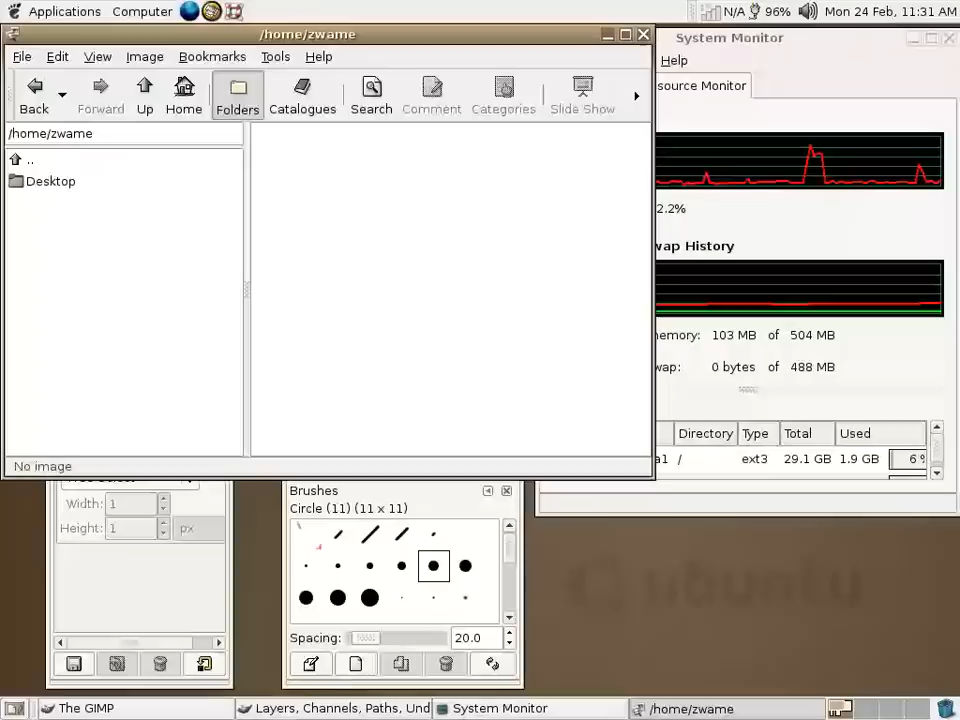 Applications Computer N/A 96% Mon 24 Feb, 11:31 AM
/home/zwame
System Monitor
File Edit View Image Bookmarks Tools Help
Help
Back Forward Up Home Folders Catalogues Search Comment Categories Slide Show
source Monitor
/home/zwame
..
Desktop
2.2%
wap History
emory: 103 MB of 504 MB
wap: 0 bytes of 488 MB
Directory Type Total Used
a1 / ext3 29.1 GB 1.9 GB 6 %
No image
Width: 1
Height: 1 px
Brushes
Circle (11) (11 x 11)
Spacing: 20.0
ubuntu
The GIMP Layers, Channels, Paths, Und System Monitor /home/zwame